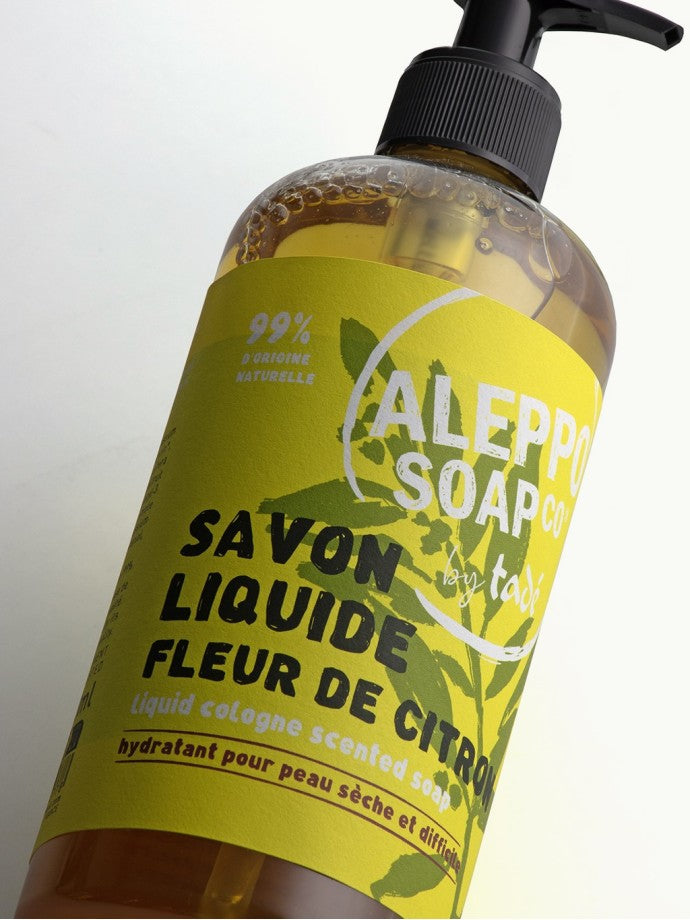 99%
D'ORIGINE
NATURELLE
ALEPPO
SOAP CO
by tadé
SAVON
LIQUIDE
FLEUR DE CITRON
liquid cologne scented soap
hydratant pour peau sèche et difficile